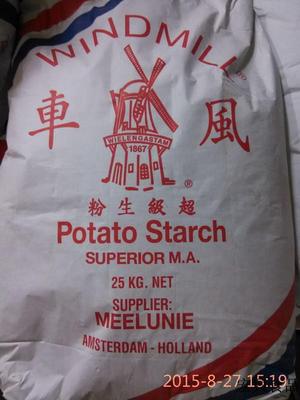 WINDMILL
車 風
WIELENGASTAM
1867
®
粉生級超
Potato Starch
SUPERIOR M.A.
25 KG. NET
SUPPLIER:
MEELUNIE
AMSTERDAM - HOLLAND
2015-8-27 15:19